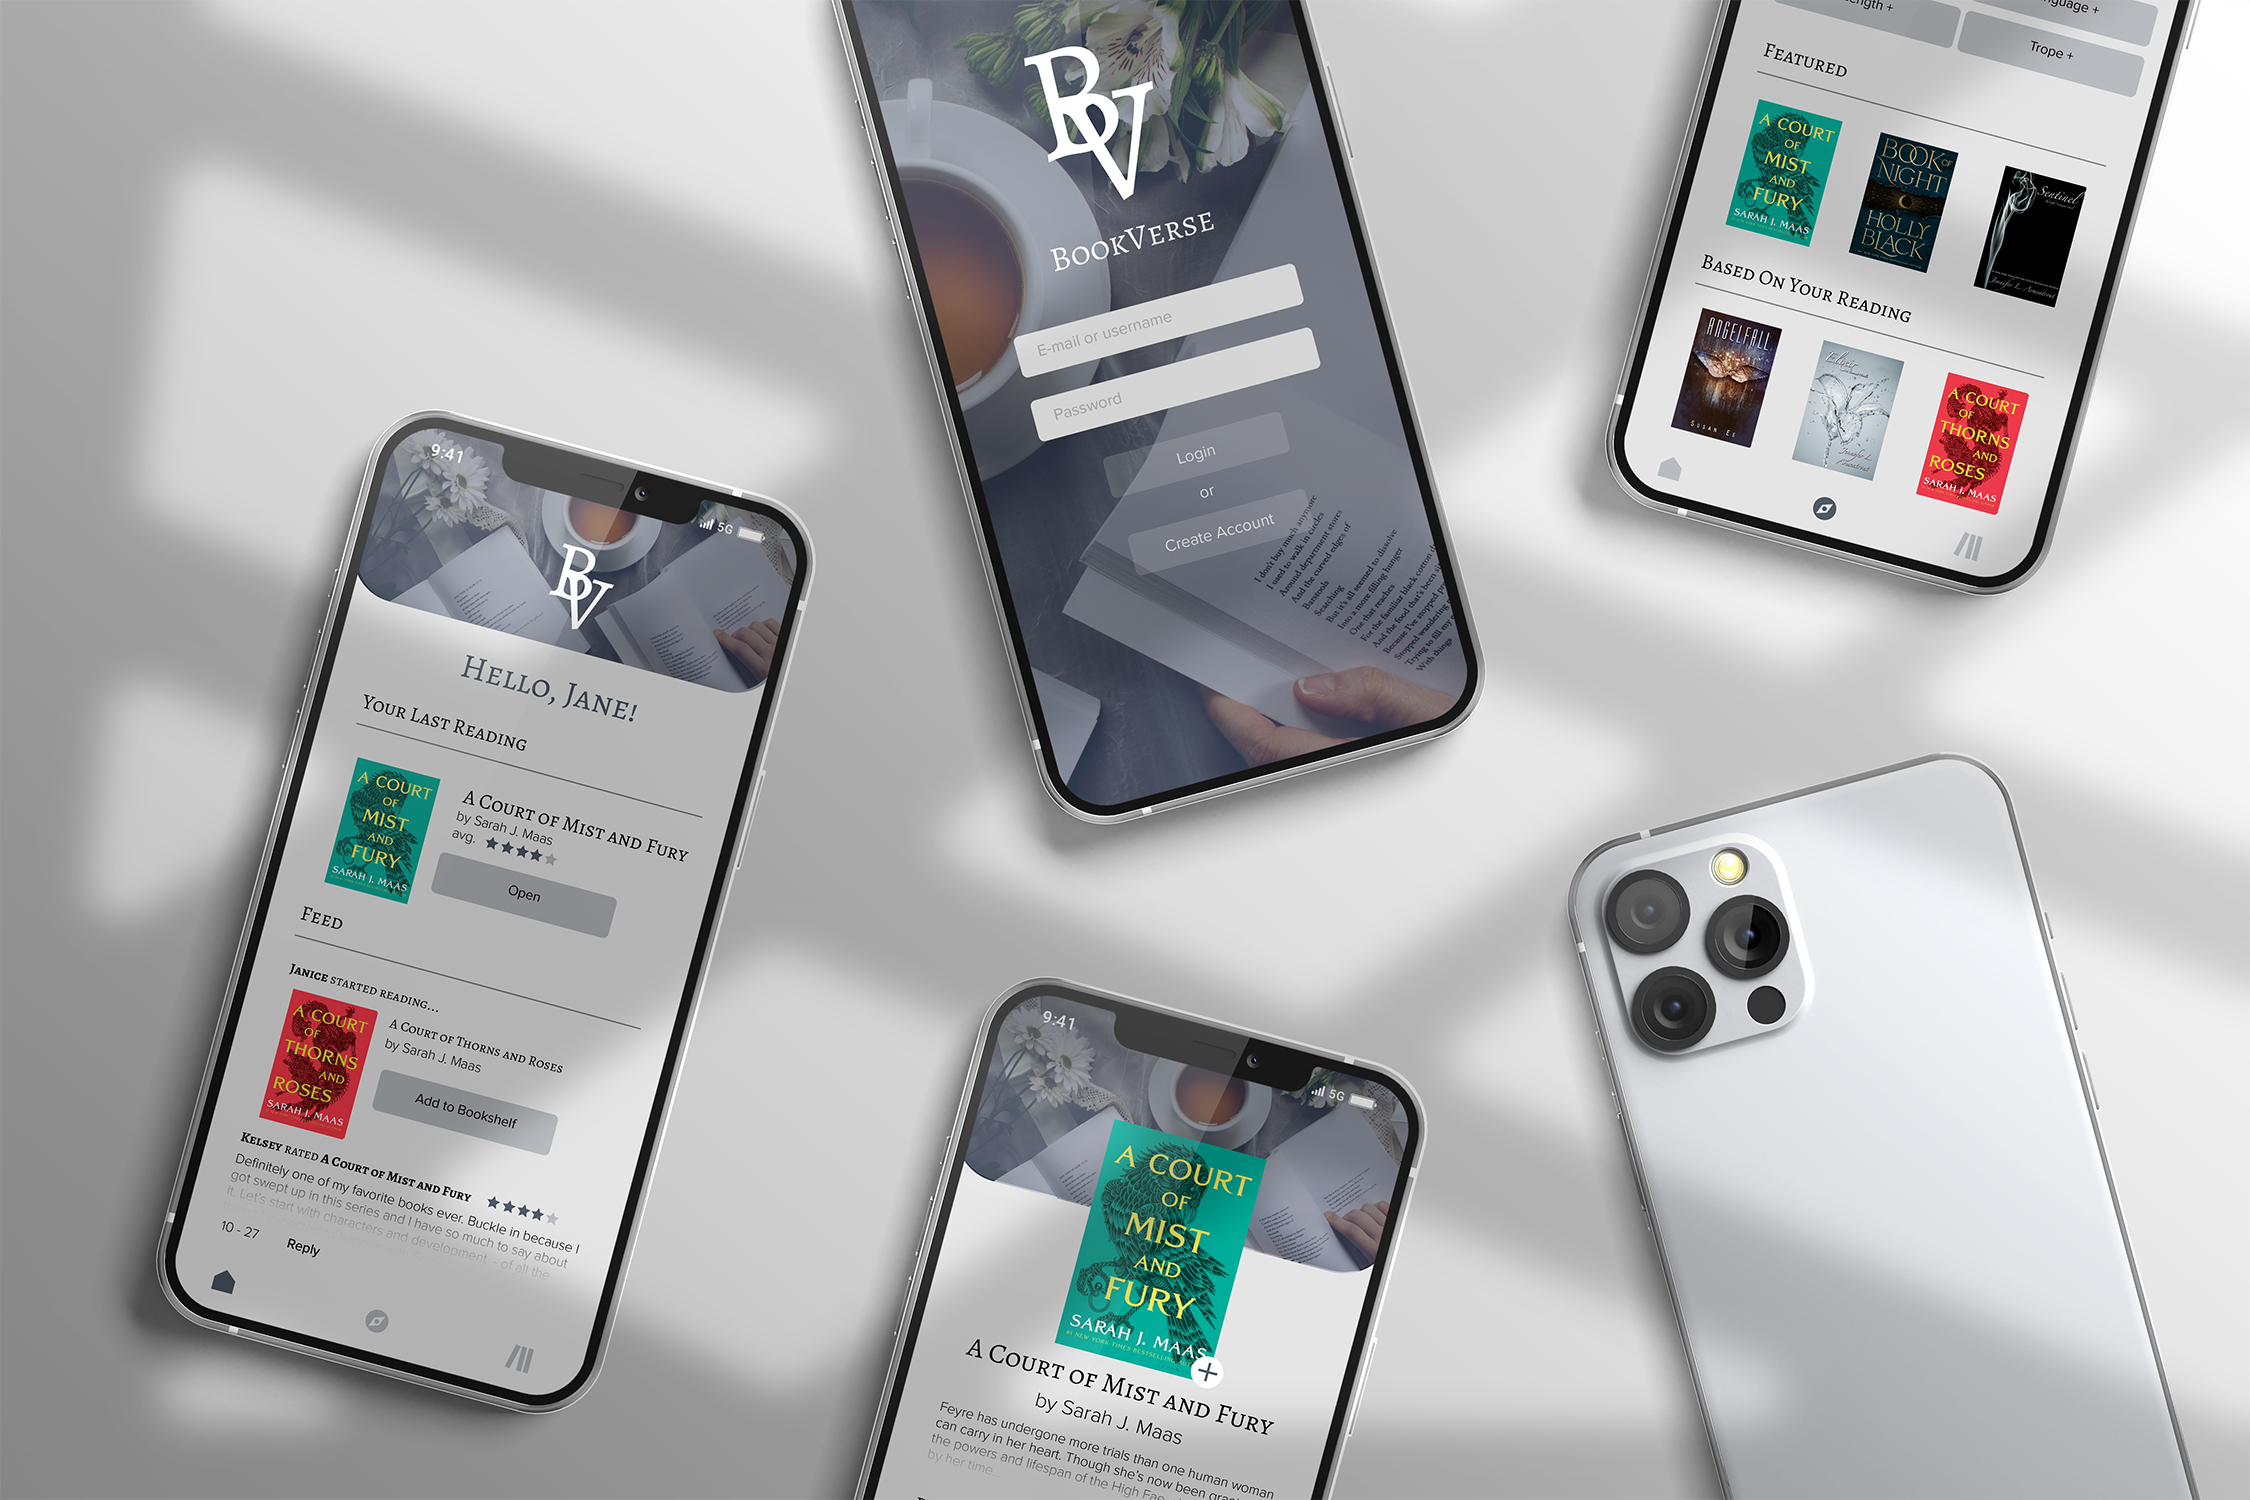 9:41
5G
BV
HELLO, JANE!
YOUR LAST READING
A COURT
OF
MIST
AND
FURY
SARAH J. MAAS
A COURT OF MIST AND FURY
by Sarah J. Maas
avg.
Open
FEED
JANICE STARTED READING...
A COURT
OF
THORNS
AND
ROSES
SARAH J. MAAS
A COURT OF THORNS AND ROSES
by Sarah J. Maas
Add to Bookshelf
KELSEY RATED A COURT OF MIST AND FURY
Definitely one of my favorite books ever. Buckle in because I
got swept up in this series and I have so much to say about
it. Let's start with characters and development - of all the
10 - 27
Reply
BV
BOOKVERSE
E-mail or username
Password
Login
or
Create Account
I don't buy much anymore
I used to walk in circles
Around department stores
And the curved edges of
Barstools
Searching
But it's all seemed to dissolve
Into a more filling hunger
One that reaches
For the familiar black cotton
And the food that's been
Because I've stopped
Stopped wandering
Trying to fill my
With things
9:41
5G
A COURT
OF
MIST
AND
FURY
SARAH J. MAAS
#1 NEW YORK TIMES BESTSELLING
A COURT OF MIST AND FURY
by Sarah J. Maas
Feyre has undergone more trials than one human woman
can carry in her heart. Though she's now been
the powers and lifespan of the High Fae
by her time...
Length +
Language +
Trope +
FEATURED
A COURT
OF
MIST
AND
FURY
SARAH J. MAAS
BOOK OF
NIGHT
HOLLY
BLACK
Sentinel
Jennifer L. Armentrout
BASED ON YOUR READING
ANGELFALL
SUSAN EE
Elixir
Jennifer L.
Armentrout
A COURT
OF
THORNS
AND
ROSES
SARAH J. MAAS